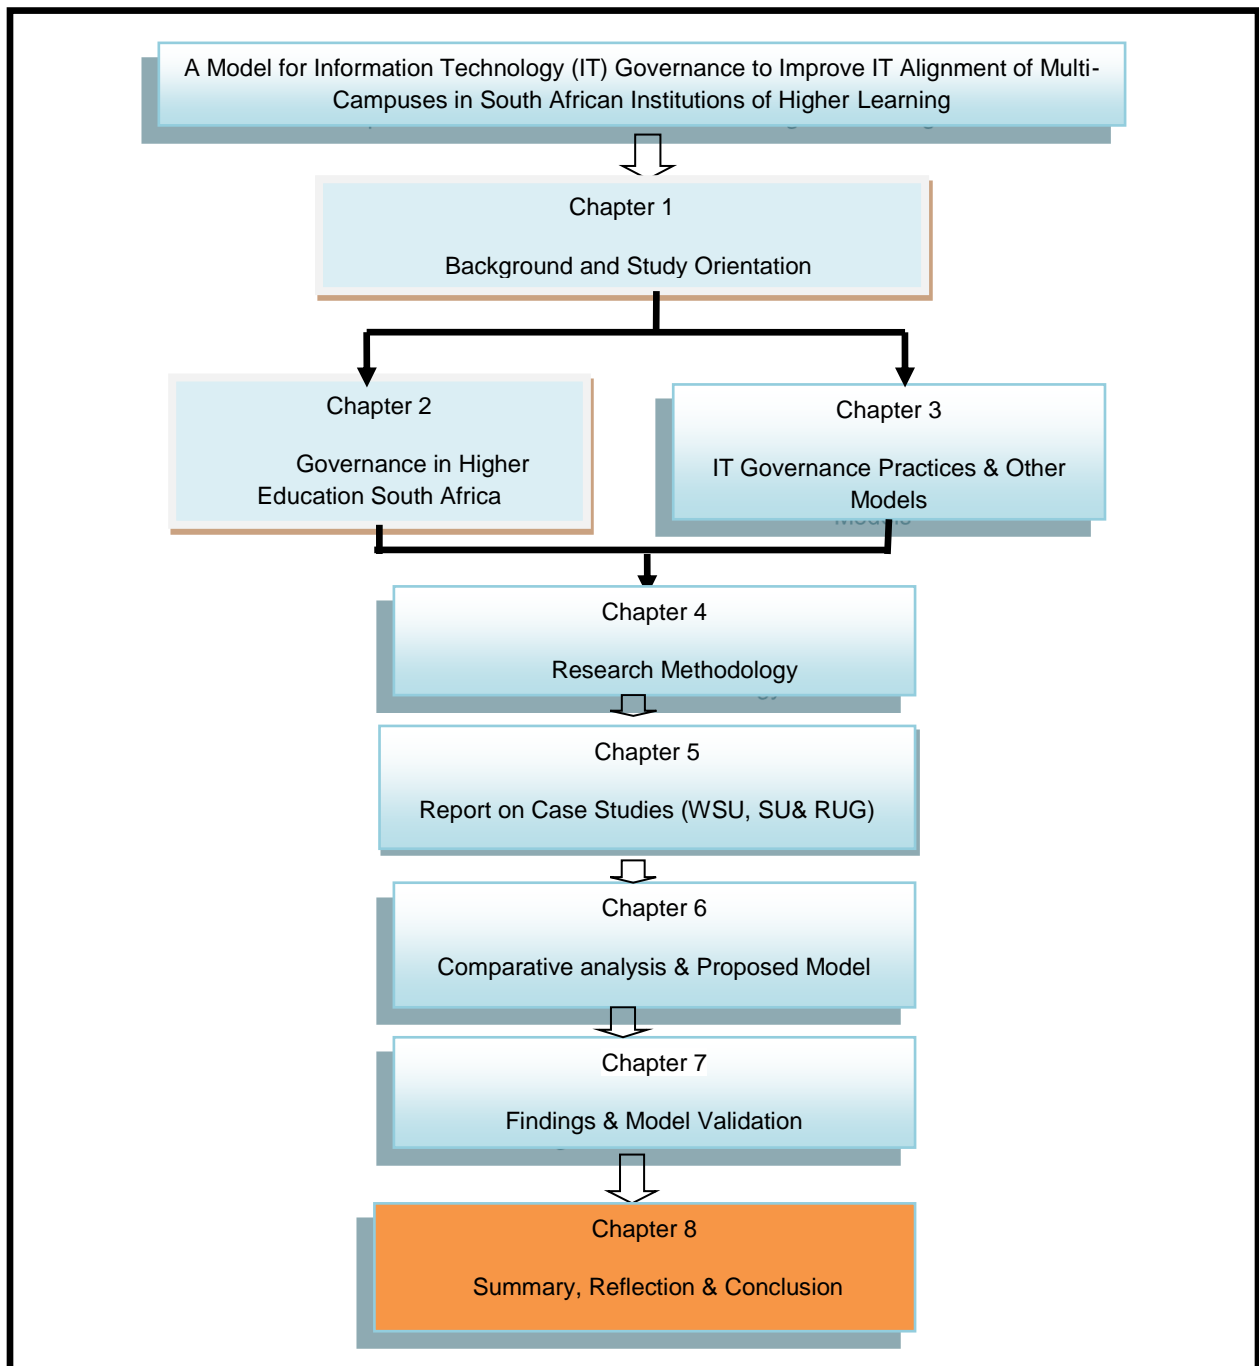 A Model for Information Technology (IT) Governance to Improve IT Alignment of Multi-
Campuses in South African Institutions of Higher Learning
Chapter 1
Background and Study Orientation
Chapter 2
Governance in Higher
Education South Africa
Chapter 3
IT Governance Practices & Other
Models
Chapter 4
Research Methodology
Chapter 5
Report on Case Studies (WSU, SU& RUG)
Chapter 6
Comparative analysis & Proposed Model
Chapter 7
Findings & Model Validation
Chapter 8
Summary, Reflection & Conclusion